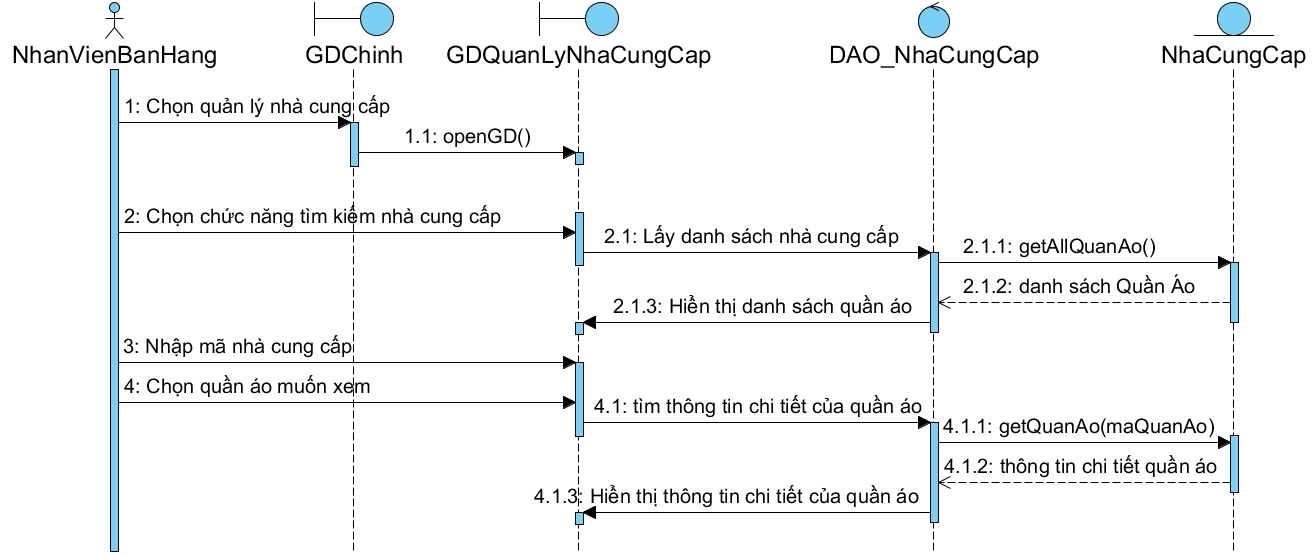 NhanVienBanHang
GDChinh
GDQuanLyNhaCungCap
DAO_NhaCungCap
NhaCungCap
1: Chọn quản lý nhà cung cấp
1.1: openGD()
2: Chọn chức năng tìm kiếm nhà cung cấp
2.1: Lấy danh sách nhà cung cấp
2.1.1: getAllQuanAo()
2.1.2: danh sách Quần Áo
2.1.3: Hiển thị danh sách quần áo
3: Nhập mã nhà cung cấp
4: Chọn quần áo muốn xem
4.1: tìm thông tin chi tiết của quần áo
4.1.1: getQuanAo(maQuanAo)
4.1.2: thông tin chi tiết quần áo
4.1.3: Hiển thị thông tin chi tiết của quần áo